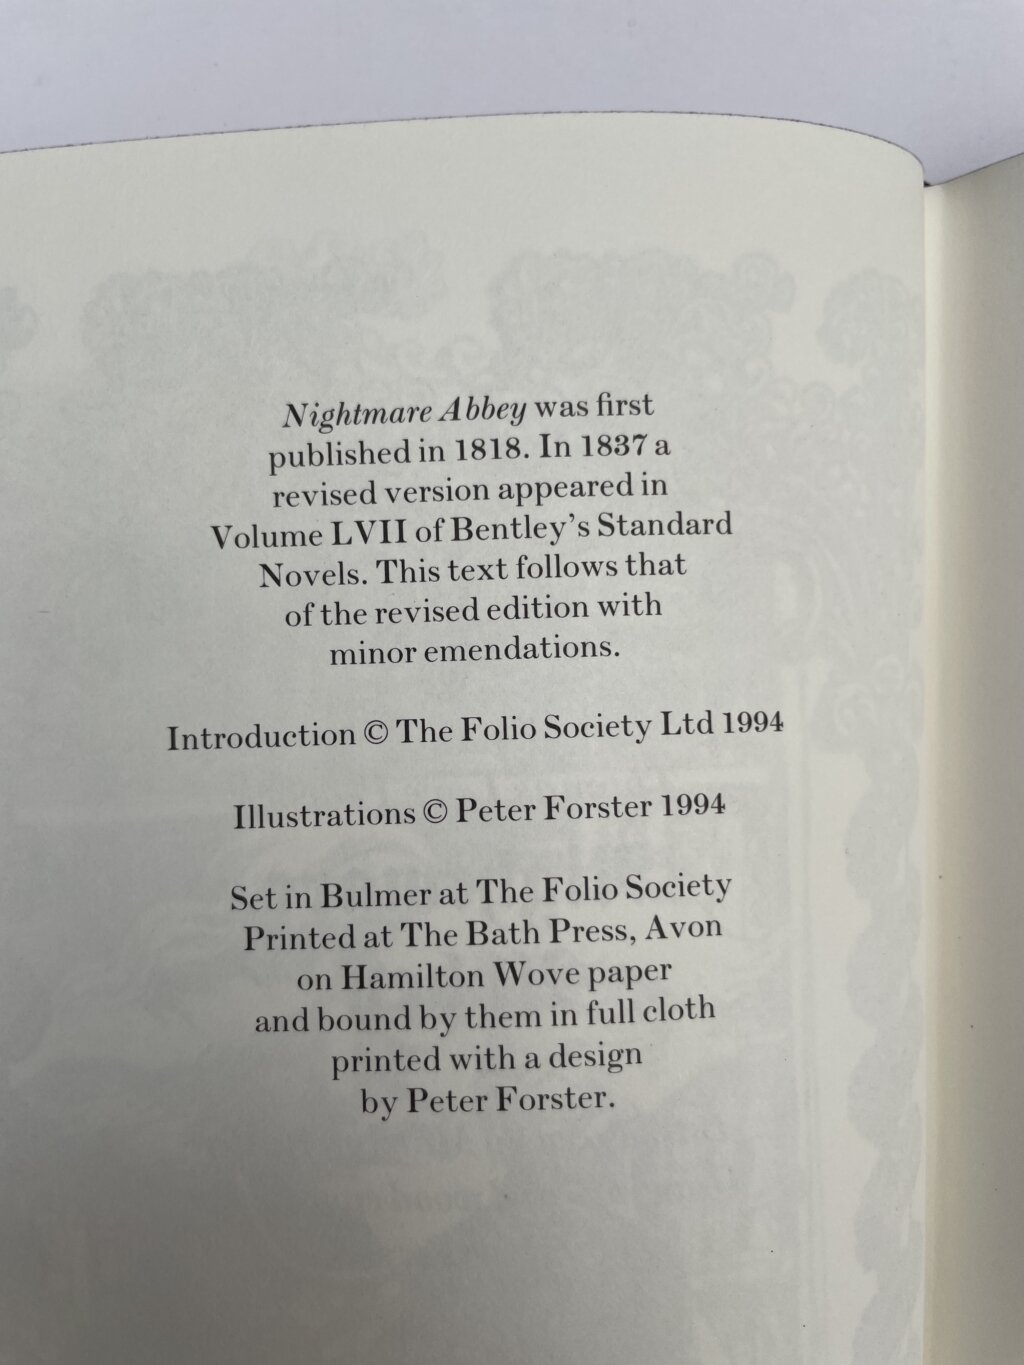 Nightmare Abbey was first
published in 1818. In 1837 a
revised version appeared in
Volume LVII of Bentley’s Standard
Novels. This text follows that
of the revised edition with
minor emendations.
Introduction © The Folio Society Ltd 1994
Illustrations © Peter Forster 1994
Set in Bulmer at The Folio Society
Printed at The Bath Press, Avon
on Hamilton Wove paper
and bound by them in full cloth
printed with a design
by Peter Forster.